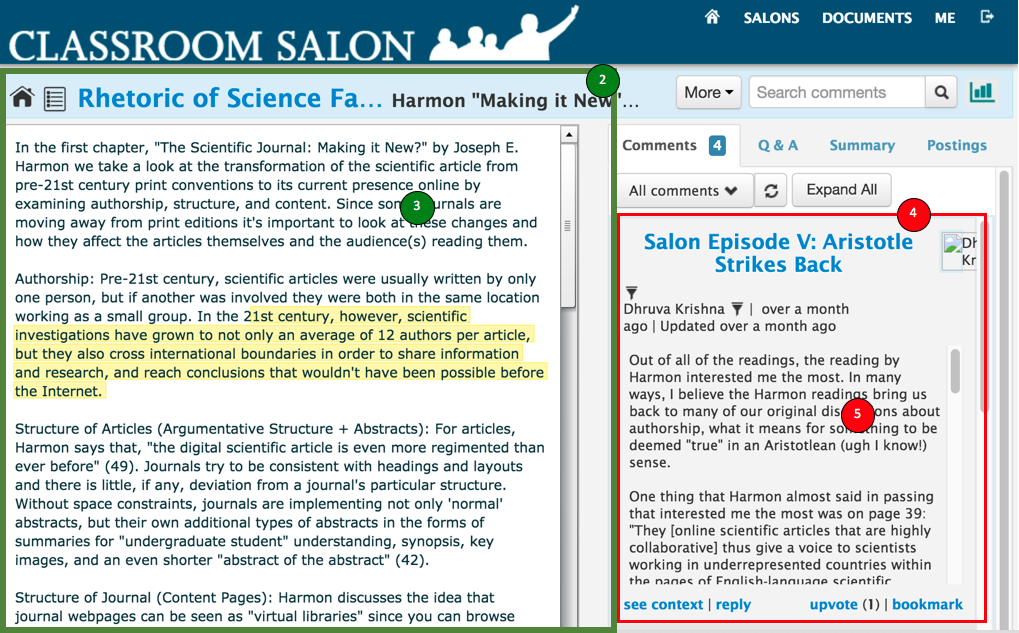 CLASSROOM SALON
SALONS DOCUMENTS ME
2
Rhetoric of Science Fa... Harmon "Making it New"...
More
Search comments
Comments 4 Q & A Summary Postings
All comments Expand All
In the first chapter, "The Scientific Journal: Making it New?" by Joseph E.
Harmon we take a look at the transformation of the scientific article from
pre-21st century print conventions to its current presence online by
examining authorship, structure, and content. Since some journals are
moving away from print editions it's important to look at these changes and
how they affect the articles themselves and the audience(s) reading them.
3
Authorship: Pre-21st century, scientific articles were usually written by only
one person, but if another was involved they were both in the same location
working as a small group. In the 21st century, however, scientific
investigations have grown to not only an average of 12 authors per article,
but they also cross international boundaries in order to share information
and research, and reach conclusions that wouldn't have been possible before
the Internet.
Structure of Articles (Argumentative Structure + Abstracts): For articles,
Harmon says that, "the digital scientific article is even more regimented than
ever before" (49). Journals try to be consistent with headings and layouts
and there is little, if any, deviation from a journal's particular structure.
Without space constraints, journals are implementing not only 'normal'
abstracts, but their own additional types of abstracts in the forms of
summaries for "undergraduate student" understanding, synopsis, key
images, and an even shorter "abstract of the abstract" (42).
Structure of Journal (Content Pages): Harmon discusses the idea that
journal webpages can be seen as "virtual libraries" since you can browse
4
Salon Episode V: Aristotle
Strikes Back
Dh
Kr
Dhruva Krishna | over a month
ago | Updated over a month ago
Out of all of the readings, the reading by
Harmon interested me the most. In many
ways, I believe the Harmon readings bring us
back to many of our original discussions about
authorship, what it means for something to be
deemed "true" in an Aristotlean (ugh I know!)
sense.
5
One thing that Harmon almost said in passing
that interested me the most was on page 39:
"They [online scientific articles that are highly
collaborative] thus give a voice to scientists
working in underrepresented countries within
the pages of English-language scientific
see context | reply upvote (1) | bookmark